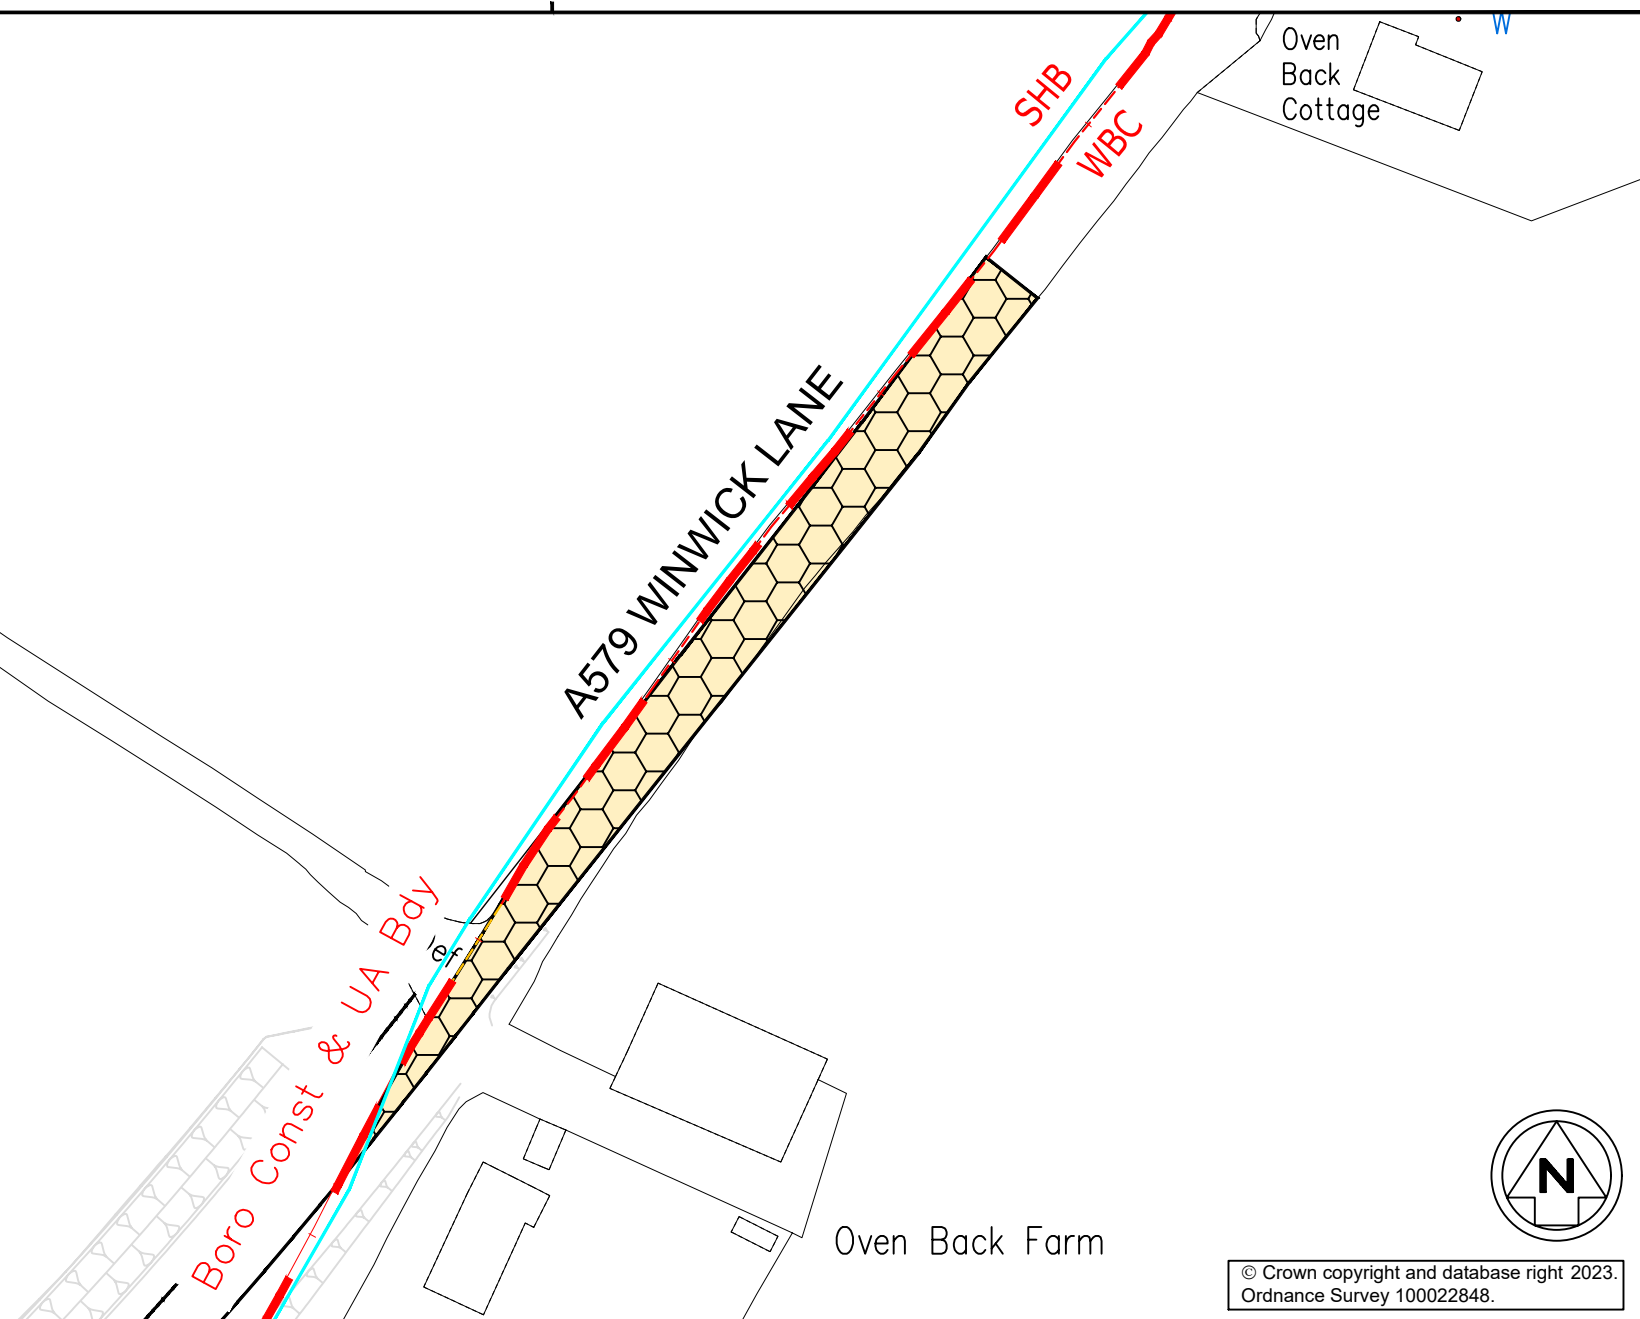 W
Oven
Back
Cottage
SHB
WBC
A579 WINWICK LANE
Boro Const & UA Bdy
ef
Oven Back Farm
N
© Crown copyright and database right 2023.
Ordnance Survey 100022848.